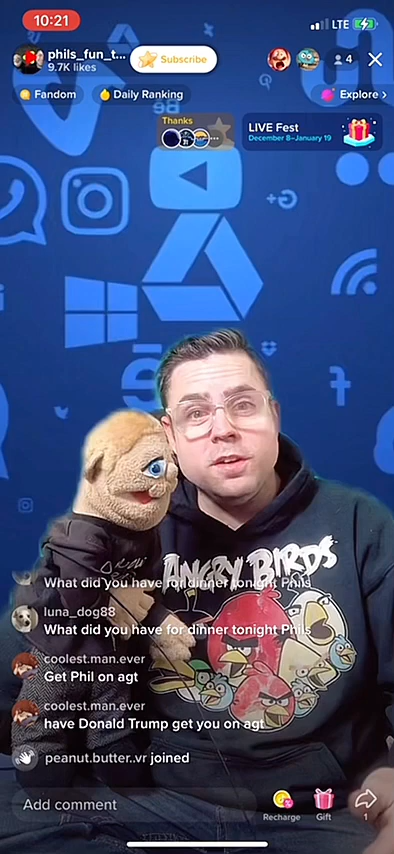 10:21
LTE
phils_fun_t...
9.7K likes
Subscribe
4
Fandom
Daily Ranking
Explore >
Thanks
LIVE Fest
December 8–January 19
G+
ANGRY BIRDS
What did you have for dinner tonight Phils
luna_dog88
What did you have for dinner tonight Phils
coolest.man.ever
Get Phil on agt
coolest.man.ever
have Donald Trump get you on agt
peanut.butter..vr joined
Add comment
Recharge
Gift
1